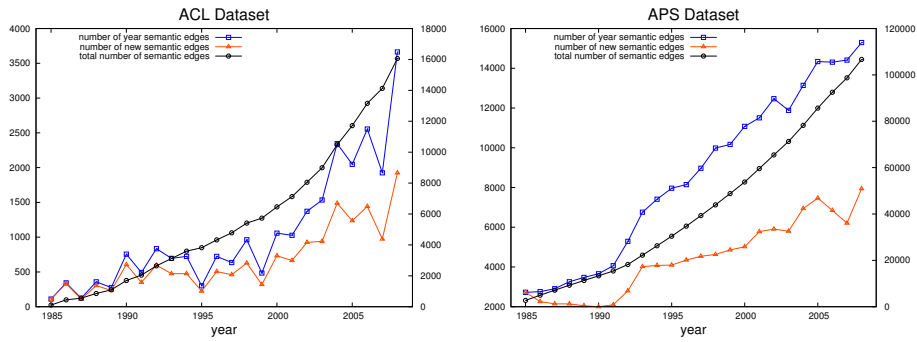 ACL Dataset
number of year semantic edges
number of new semantic edges
total number of semantic edges
4000
3500
3000
2500
2000
1500
1000
500
0
18000
16000
14000
12000
10000
8000
6000
4000
2000
0
1985 1990 1995 2000 2005
year
APS Dataset
number of year semantic edges
number of new semantic edges
total number of semantic edges
16000
14000
12000
10000
8000
6000
4000
2000
120000
100000
80000
60000
40000
20000
0
1985 1990 1995 2000 2005
year